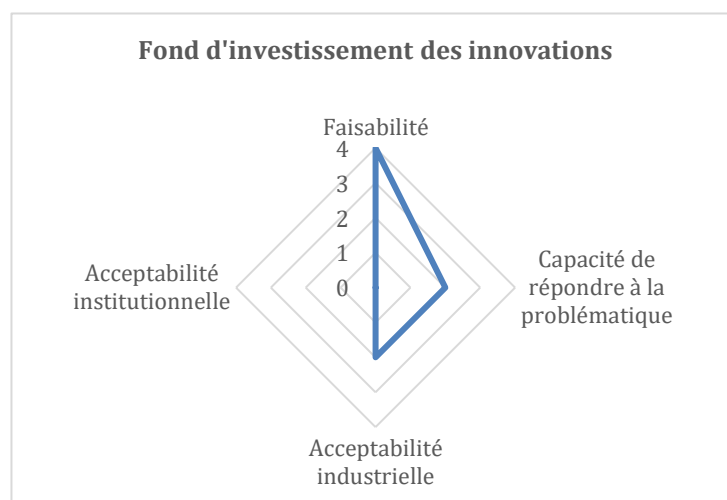 Fond d'investissement des innovations
Faisabilité
4
3
2
1
0
Acceptabilité
institutionnelle
Capacité de
répondre à la
problématique
Acceptabilité
industrielle